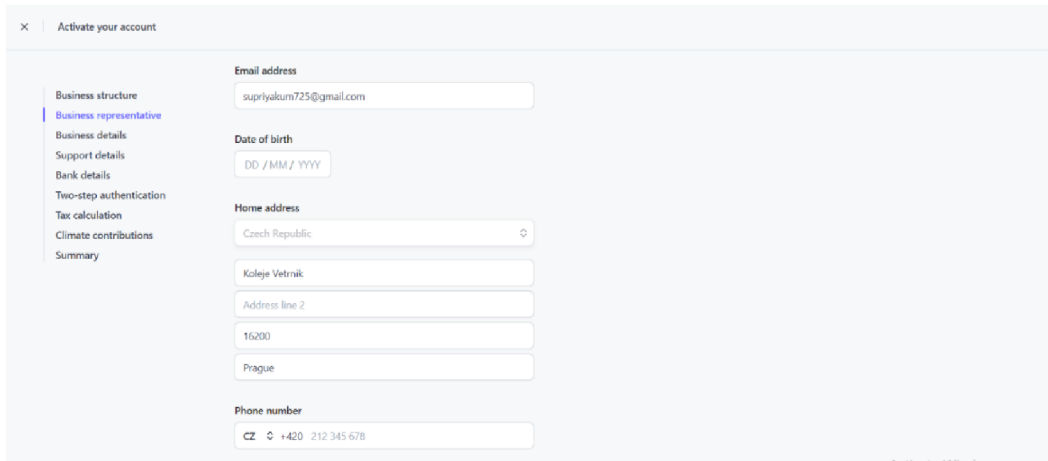 Activate your account
Email address
supriyakum725@gmail.com
Business structure
Business representative
Business details
Support details
Bank details
Two-step authentication
Tax calculation
Climate contributions
Summary
Date of birth
DD / MM / YYYY
Home address
Czech Republic
Koleje Vetrnik
Address line 2
16200
Prague
Phone number
CZ +420 212 345 678